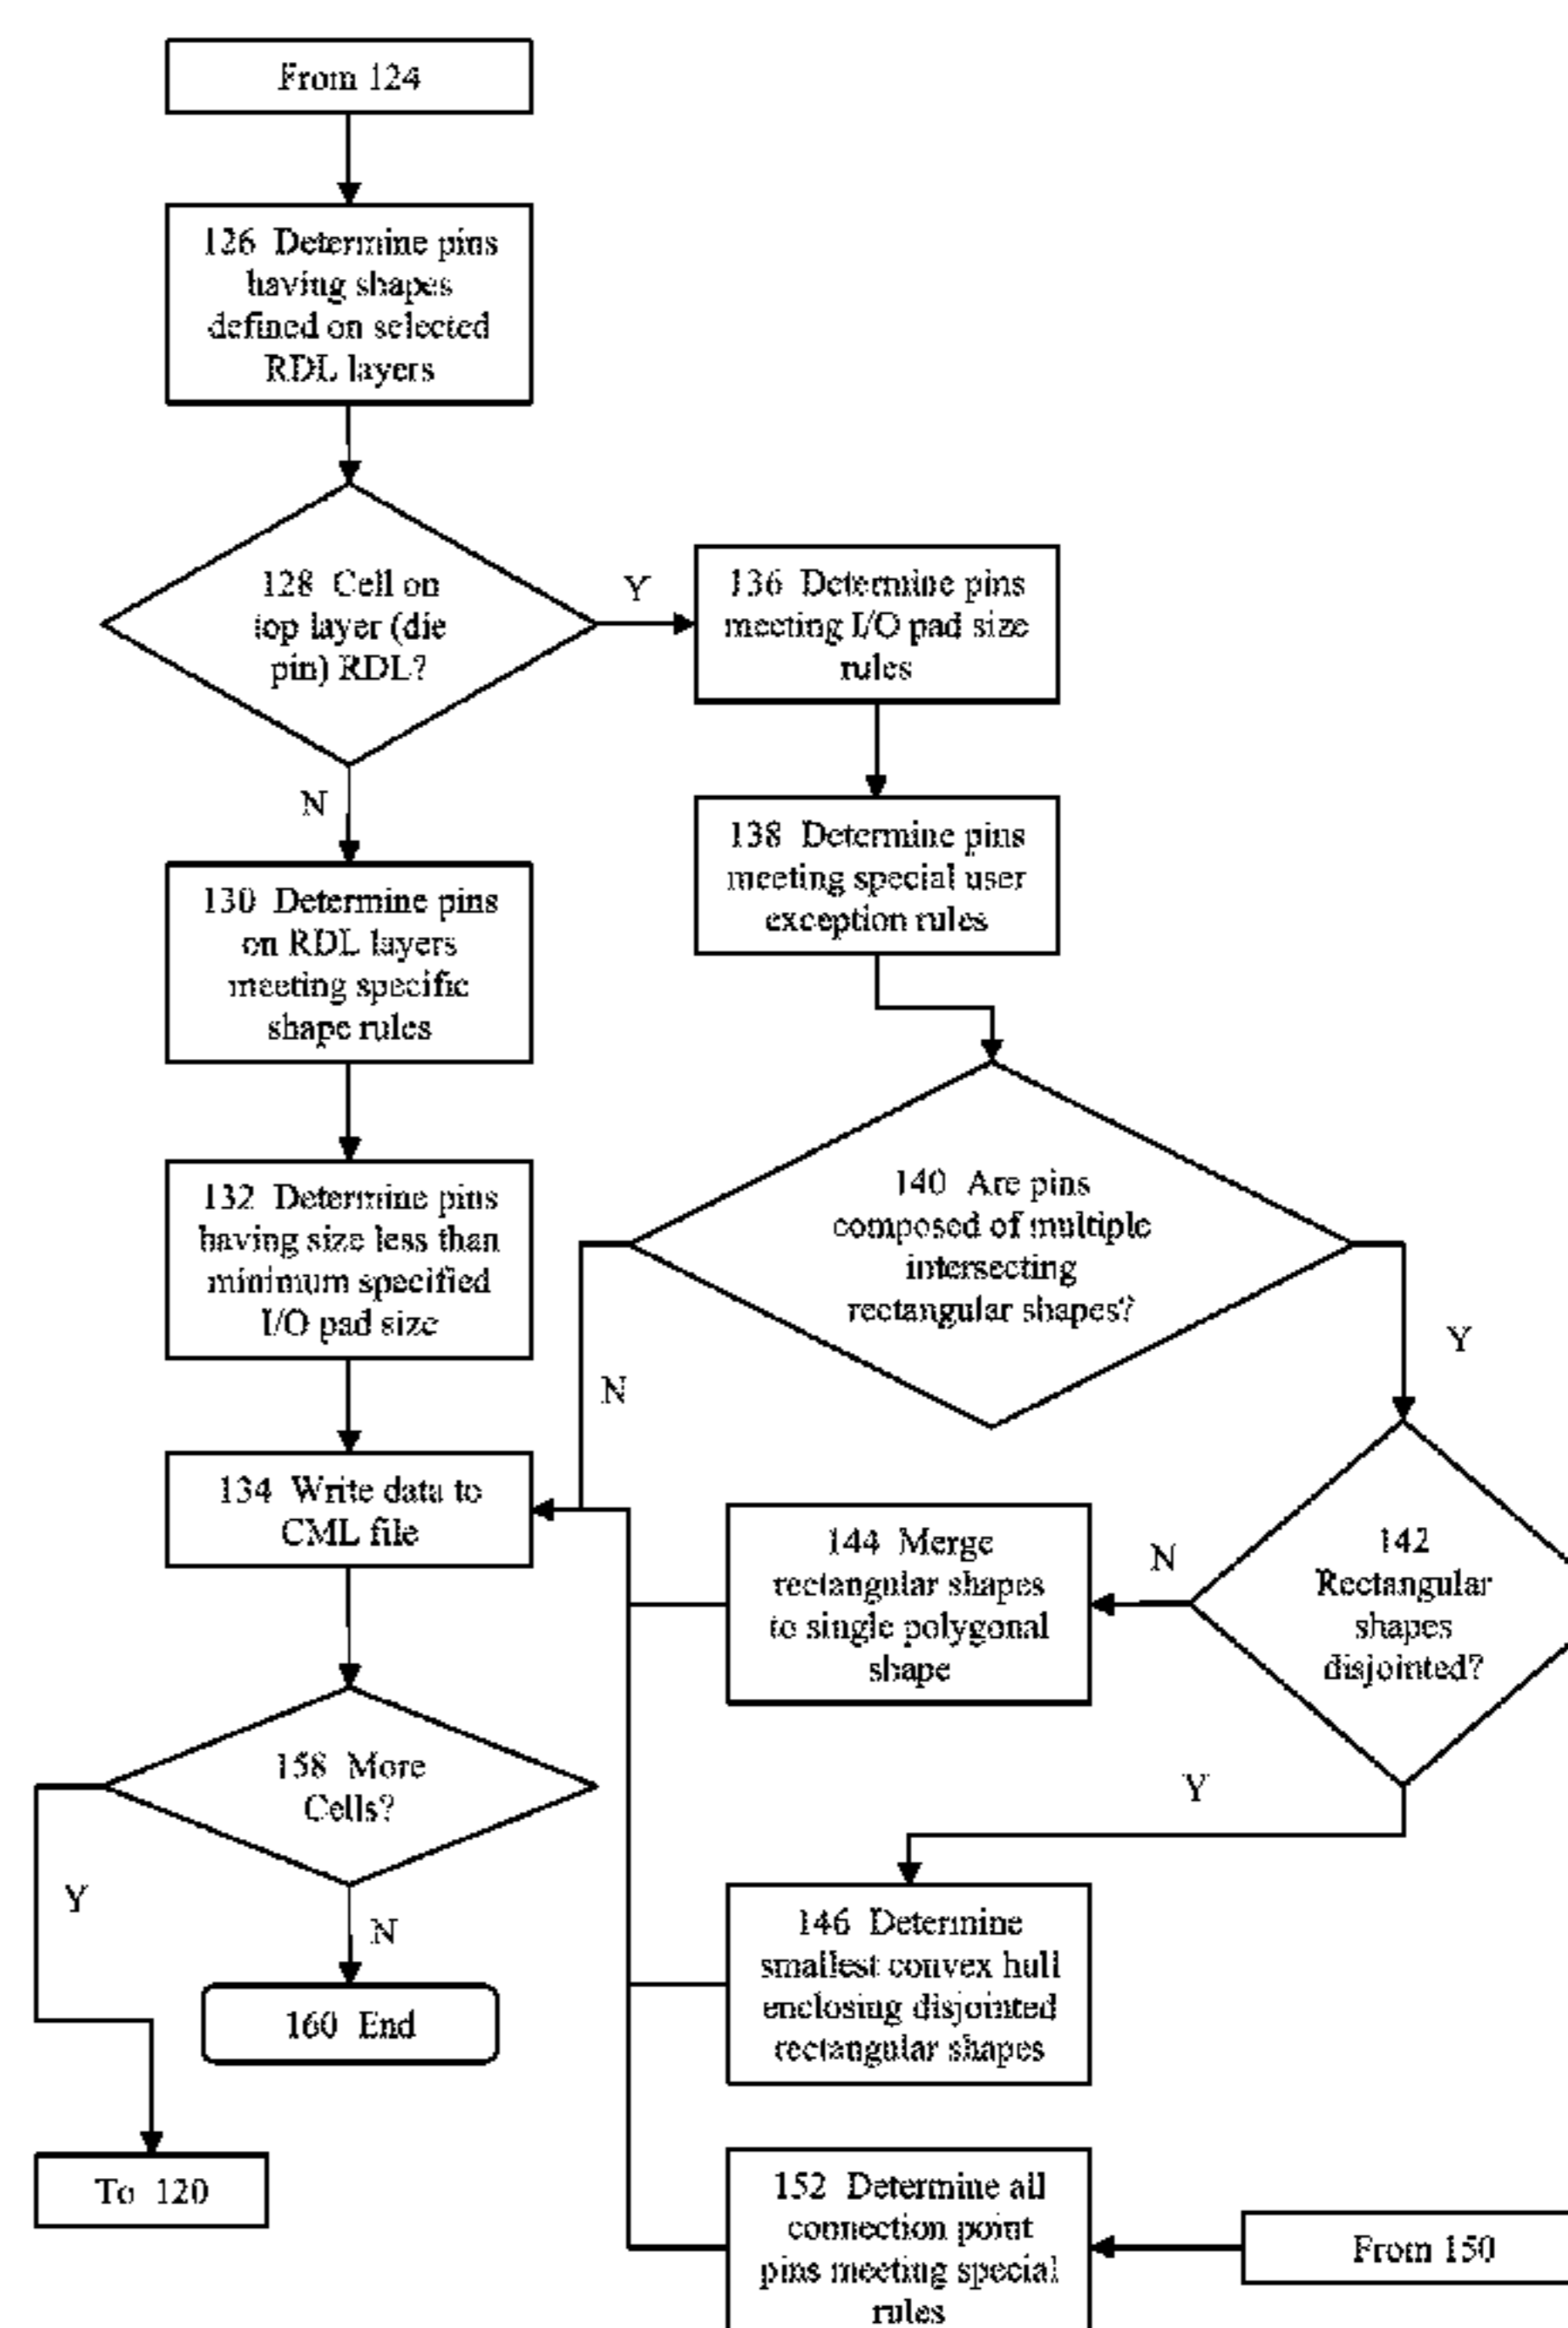 From 124
126 Determine pins
having shapes
defined on selected
RDL layers
128 Cell on
top layer (die
pin) RDL?
Y
136 Determine pins
meeting I/O pad size
rules
N
138 Determine pins
meeting special user
exception rules
130 Determine pins
on RDL layers
meeting specific
shape rules
132 Determine pins
having size less than
minimum specified
I/O pad size
140 Are pins
composed of multiple
intersecting
rectangular shapes?
Y
N
134 Write data to
CML file
144 Merge
rectangular shapes
to single polygonal
shape
N
142
Rectangular
shapes
disjointed?
158 More
Cells?
Y
Y
N
146 Determine
smallest convex hull
enclosing disjointed
rectangular shapes
160 End
To 120
152 Determine all
connection point
pins meeting special
rules
From 150